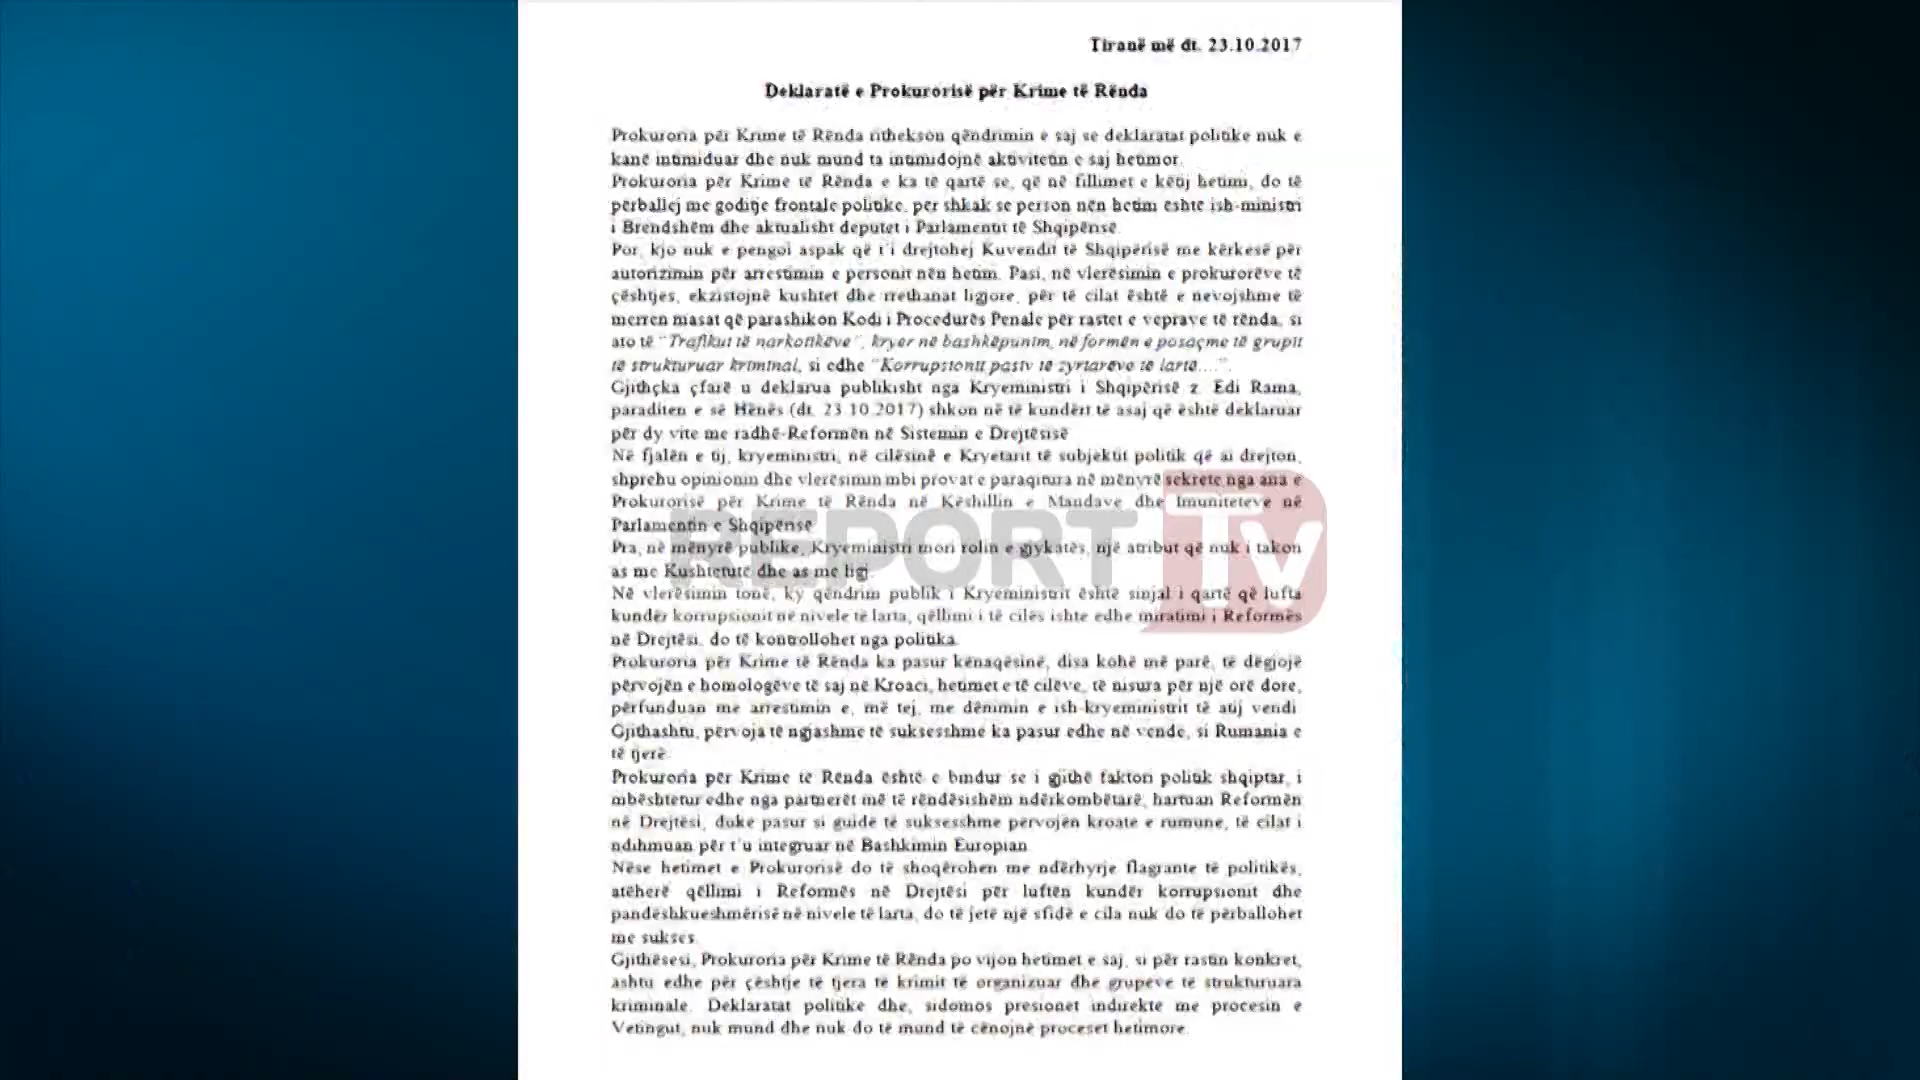 Tiranë më dt. 23.10.2017
Deklaratë e Prokurorisë për Krime të Rënda
Prokuroria për Krime të Rënda rithekson qëndrimin e saj se deklaratat politike nuk e
kanë intimiduar dhe nuk mund ta intimidojnë aktivitetin e saj hetimor.
Prokuroria për Krime të Rënda e ka të qartë se, që në fillimet e këtij hetimi, do të
përballej me goditje frontale politike, për shkak se person nën hetim është ish-ministri
i Brendshëm dhe aktualisht deputet i Parlamentit të Shqipërisë.
Por, kjo nuk e pengoi aspak që t'i drejtohej Kuvendit të Shqipërisë me kërkesë për
autorizimin për arrestimin e personit nën hetim. Pasi, në vlerësimin e prokurorëve të
çështjes, ekzistojnë kushtet dhe rrethanat ligjore, për të cilat është e nevojshme të
merren masat që parashikon Kodi i Procedurës Penale për rastet e veprave të rënda, si
ato të "Trafikut të narkotikëve", kryer në bashkëpunim, në formën e posaçme të grupit
të strukturuar kriminal, si edhe "Korrupsionit pasiv të zyrtarëve të lartë....".
Gjithçka çfarë u deklarua publikisht nga Kryeministri i Shqipërisë z. Edi Rama,
paraditen e së Hënës (dt. 23.10.2017) shkon në të kundërt të asaj që është deklaruar
për dy vite me radhë-Reformën në Sistemin e Drejtësisë
Në fjalën e tij, kryeministri, në cilësinë e Kryetarit të subjektit politik që ai drejton,
shprehu opinionin dhe vlerësimin mbi provat e paraqitura në mënyrë sekrete nga ana e
Prokurorisë për Krime të Rënda në Këshillin e Mandave dhe Imuniteteve në
Parlamentin e Shqipërisë
Pra, në mënyrë publike, Kryeministri mori rolin e gjykatës, një atribut që nuk i takon
as me Kushtetutë dhe as me ligj.
Në vlerësimin tonë, ky qëndrim publik i Kryeministrit është sinjal i qartë që lufta
kundër korrupsionit në nivele të larta, qëllimi i të cilës ishte edhe miratimi i Reformës
në Drejtësi, do të kontrollohet nga politika.
Prokuroria për Krime të Rënda ka pasur kënaqësinë, disa kohë më parë, të dëgjojë
përvojën e homologëve të saj në Kroaci, hetimet e të cilëve, të nisura për një orë dore,
përfunduan me arrestimin e, më tej, me dënimin e ish-kryeministrit të atij vendi.
Gjithashtu, përvoja të ngjashme të suksesshme ka pasur edhe në vende, si Rumania e
të tjerë.
Prokuroria për Krime të Rënda është e bindur se i gjithë faktori politik shqiptar, i
mbështetur edhe nga partnerët më të rëndësishëm ndërkombëtarë, hartuan Reformën
në Drejtësi, duke pasur si guidë të suksesshme përvojën kroate e rumune, të cilat i
ndihmuan për t'u integruar në Bashkimin Europian.
Nëse hetimet e Prokurorisë do të shoqërohen me ndërhyrje flagrante të politikës,
atëherë qëllimi i Reformës në Drejtësi për luftën kundër korrupsionit dhe
pandëshkueshmërisë në nivele të larta, do të jetë një sfidë e cila nuk do të përballohet
me sukses.
Gjithësesi, Prokuroria për Krime të Rënda po vijon hetimet e saj, si për rastin konkret,
ashtu edhe për çështje të tjera të krimit të organizuar dhe grupeve të strukturuara
kriminale. Deklaratat politike dhe, sidomos presionet indirekte me procesin e
Vetingut, nuk mund dhe nuk do të mund të cënojnë proceset hetimore.
REPORT TV